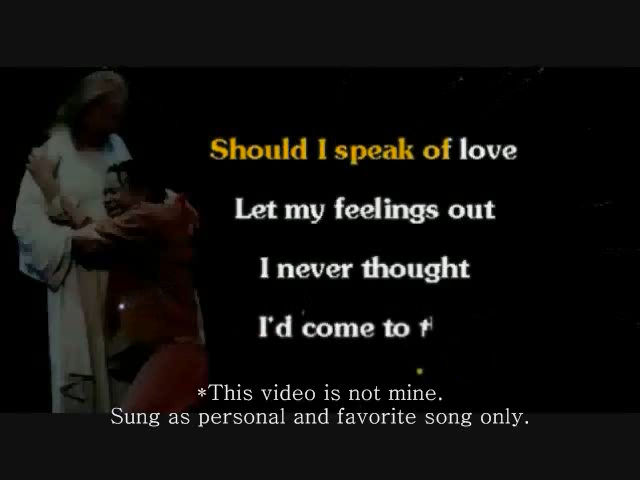 Should I speak of love
Let my feelings out
I never thought
I'd come to
*This video is not mine.
Sung as personal and favorite song only.